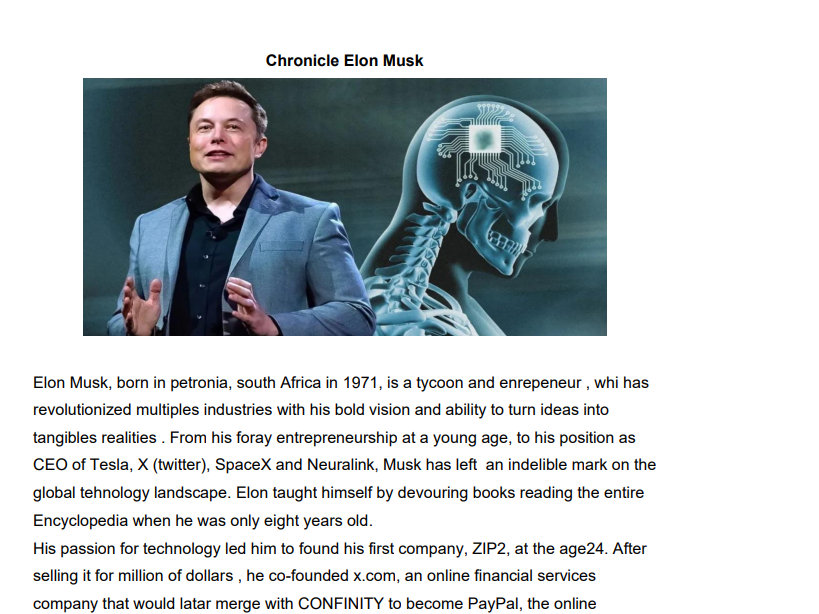 Chronicle Elon Musk
Elon Musk, born in petronia, south Africa in 1971, is a tycoon and enrepeneur , whi has
revolutionized multiples industries with his bold vision and ability to turn ideas into
tangibles realities . From his foray entrepreneurship at a young age, to his position as
CEO of Tesla, X (twitter), SpaceX and Neuralink, Musk has left  an indelible mark on the
global tehnology landscape. Elon taught himself by devouring books reading the entire
Encyclopedia when he was only eight years old.
His passion for technology led him to found his first company, ZIP2, at the age24. After
selling it for million of dollars , he co-founded x.com, an online financial services
company that would latar merge with CONFINITY to become PayPal, the online